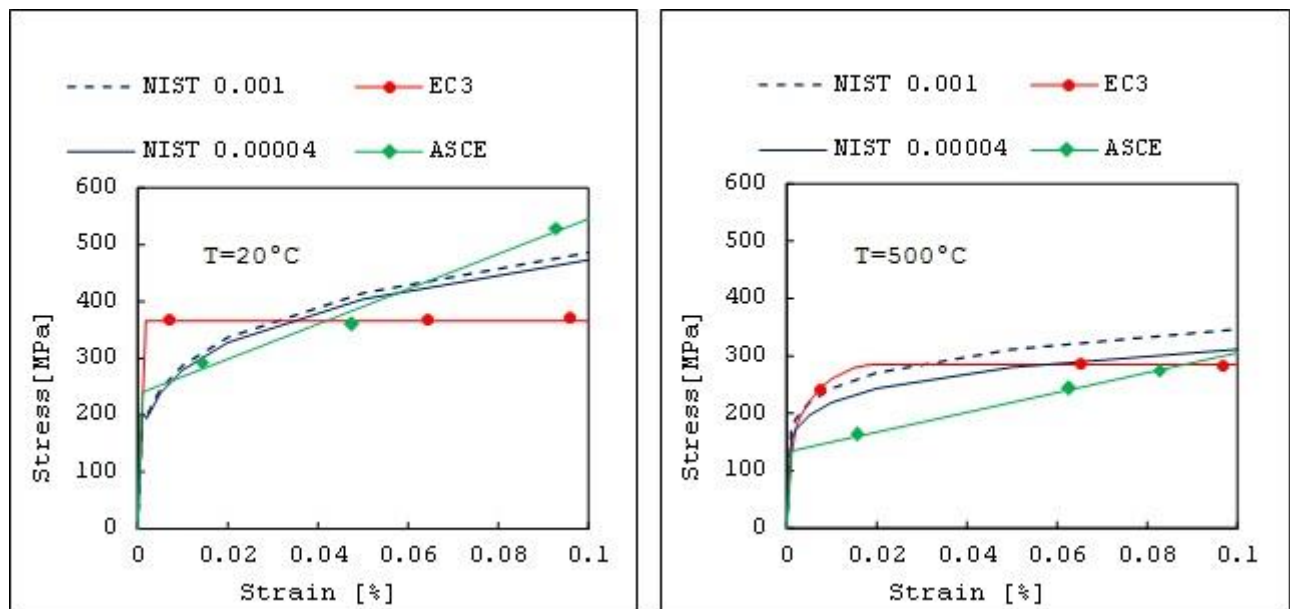 NIST 0.001 EC3
NIST 0.00004 ASCE
600
500
400
300
200
100
0
Stress[MPa]
T=20°C
0 0.02 0.04 0.06 0.08 0.1
Strain [%]
NIST 0.001 EC3
NIST 0.00004 ASCE
600
500
400
300
200
100
0
Stress[MPa]
T=500°C
0 0.02 0.04 0.06 0.08 0.1
Strain [%]